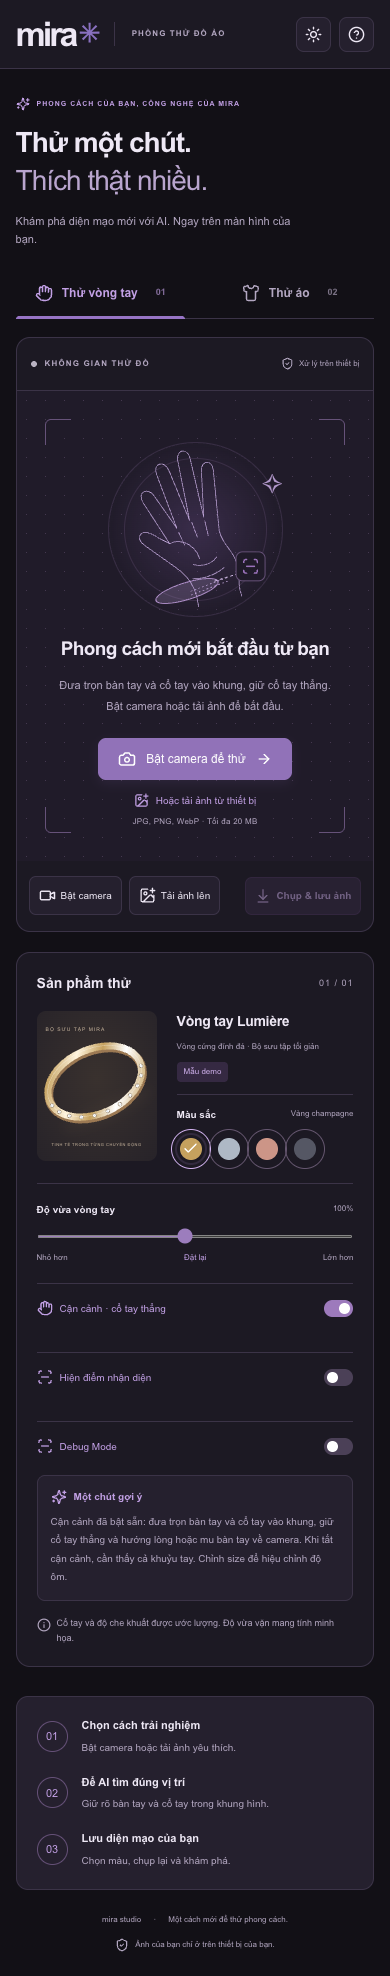 mira
PHÒNG THỬ ĐỒ ẢO
PHONG CÁCH CỦA BẠN, CÔNG NGHỆ CỦA MIRA
Thử một chút.
Thích thật nhiều.
Khám phá diện mạo mới với AI. Ngay trên màn hình của
bạn.
Thử vòng tay 01
Thử áo 02
KHÔNG GIAN THỬ ĐỒ
Xử lý trên thiết bị
Phong cách mới bắt đầu từ bạn
Đưa trọn bàn tay và cổ tay vào khung, giữ cổ tay thẳng.
Bật camera hoặc tải ảnh để bắt đầu.
Bật camera để thử
Hoặc tải ảnh từ thiết bị
JPG, PNG, WebP · Tối đa 20 MB
Bật camera
Tải ảnh lên
Chụp & lưu ảnh
Sản phẩm thử
01 / 01
BỘ SƯU TẬP MIRA
TINH TẾ TRONG TỪNG CHUYỂN ĐỘNG
Vòng tay Lumière
Vòng cứng đính đá · Bộ sưu tập tối giản
Mẫu demo
Màu sắc
Vàng champagne
Độ vừa vòng tay
100%
Nhỏ hơn
Đặt lại
Lớn hơn
Cận cảnh · cổ tay thẳng
Hiện điểm nhận diện
Debug Mode
Một chút gợi ý
Cận cảnh đã bật sẵn: đưa trọn bàn tay và cổ tay vào khung, giữ
cổ tay thẳng và hướng lòng hoặc mu bàn tay về camera. Khi tắt
cận cảnh, cần thấy cả khuỷu tay. Chỉnh size để hiệu chỉnh độ
ôm.
Cổ tay và độ che khuất được ước lượng. Độ vừa vặn mang tính minh
họa.
01
Chọn cách trải nghiệm
Bật camera hoặc tải ảnh yêu thích.
02
Để AI tìm đúng vị trí
Giữ rõ bàn tay và cổ tay trong khung hình.
03
Lưu diện mạo của bạn
Chọn màu, chụp lại và khám phá.
mira studio · Một cách mới để thử phong cách.
Ảnh của bạn chỉ ở trên thiết bị của bạn.